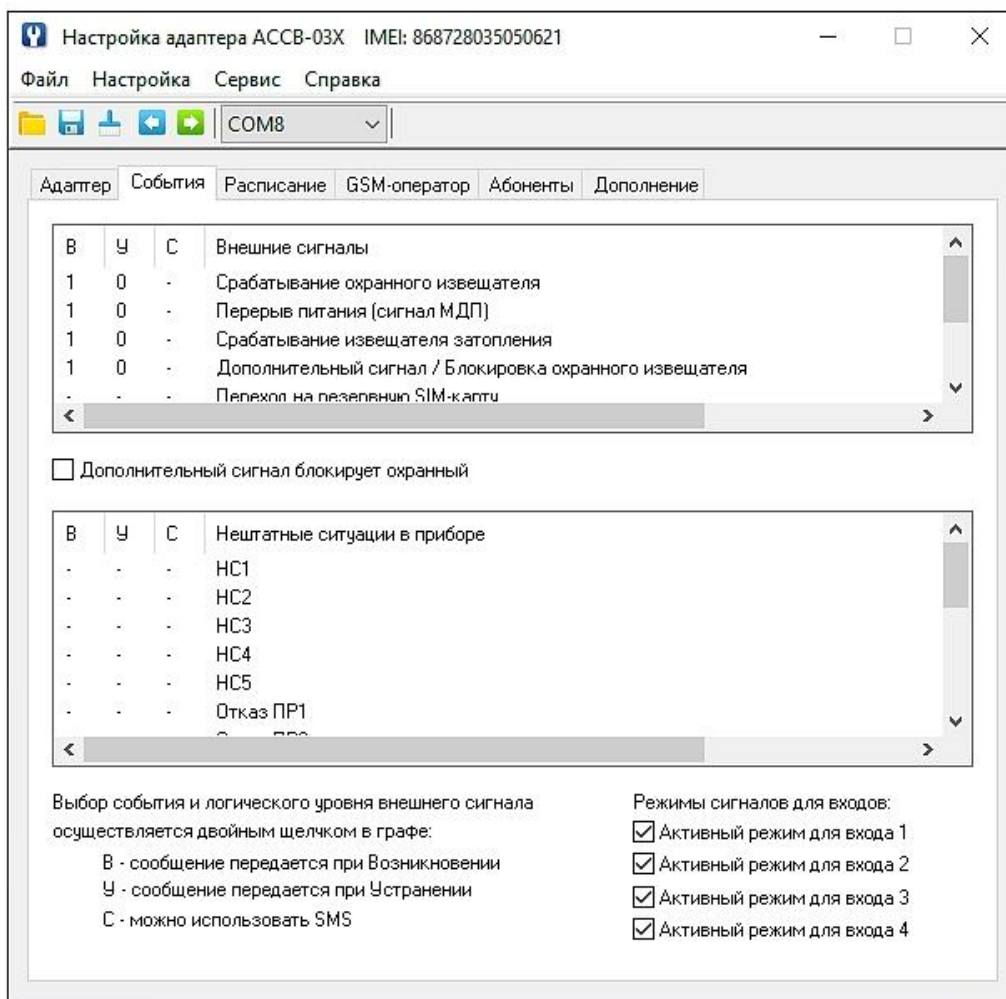 Настройка адаптера АССВ-03Х IMEI: 868728035050621
Файл Настройка Сервис Справка
COM8
Адаптер События Расписание GSM-оператор Абоненты Дополнение
В У С Внешние сигналы
1 0 - Срабатывание охранного извещателя
1 0 - Перерыв питания (сигнал МДП)
1 0 - Срабатывание извещателя затопления
1 0 - Дополнительный сигнал / Блокировка охранного извещателя
- - - Переход на резервную SIM-карту
Дополнительный сигнал блокирует охранный
В У С Нештатные ситуации в приборе
- - - НС1
- - - НС2
- - - НС3
- - - НС4
- - - НС5
- - - Отказ ПР1
Выбор события и логического уровня внешнего сигнала
осуществляется двойным щелчком в графе:
В - сообщение передается при Возникновении
У - сообщение передается при Устранении
С - можно использовать SMS
Режимы сигналов для входов:
Активный режим для входа 1
Активный режим для входа 2
Активный режим для входа 3
Активный режим для входа 4